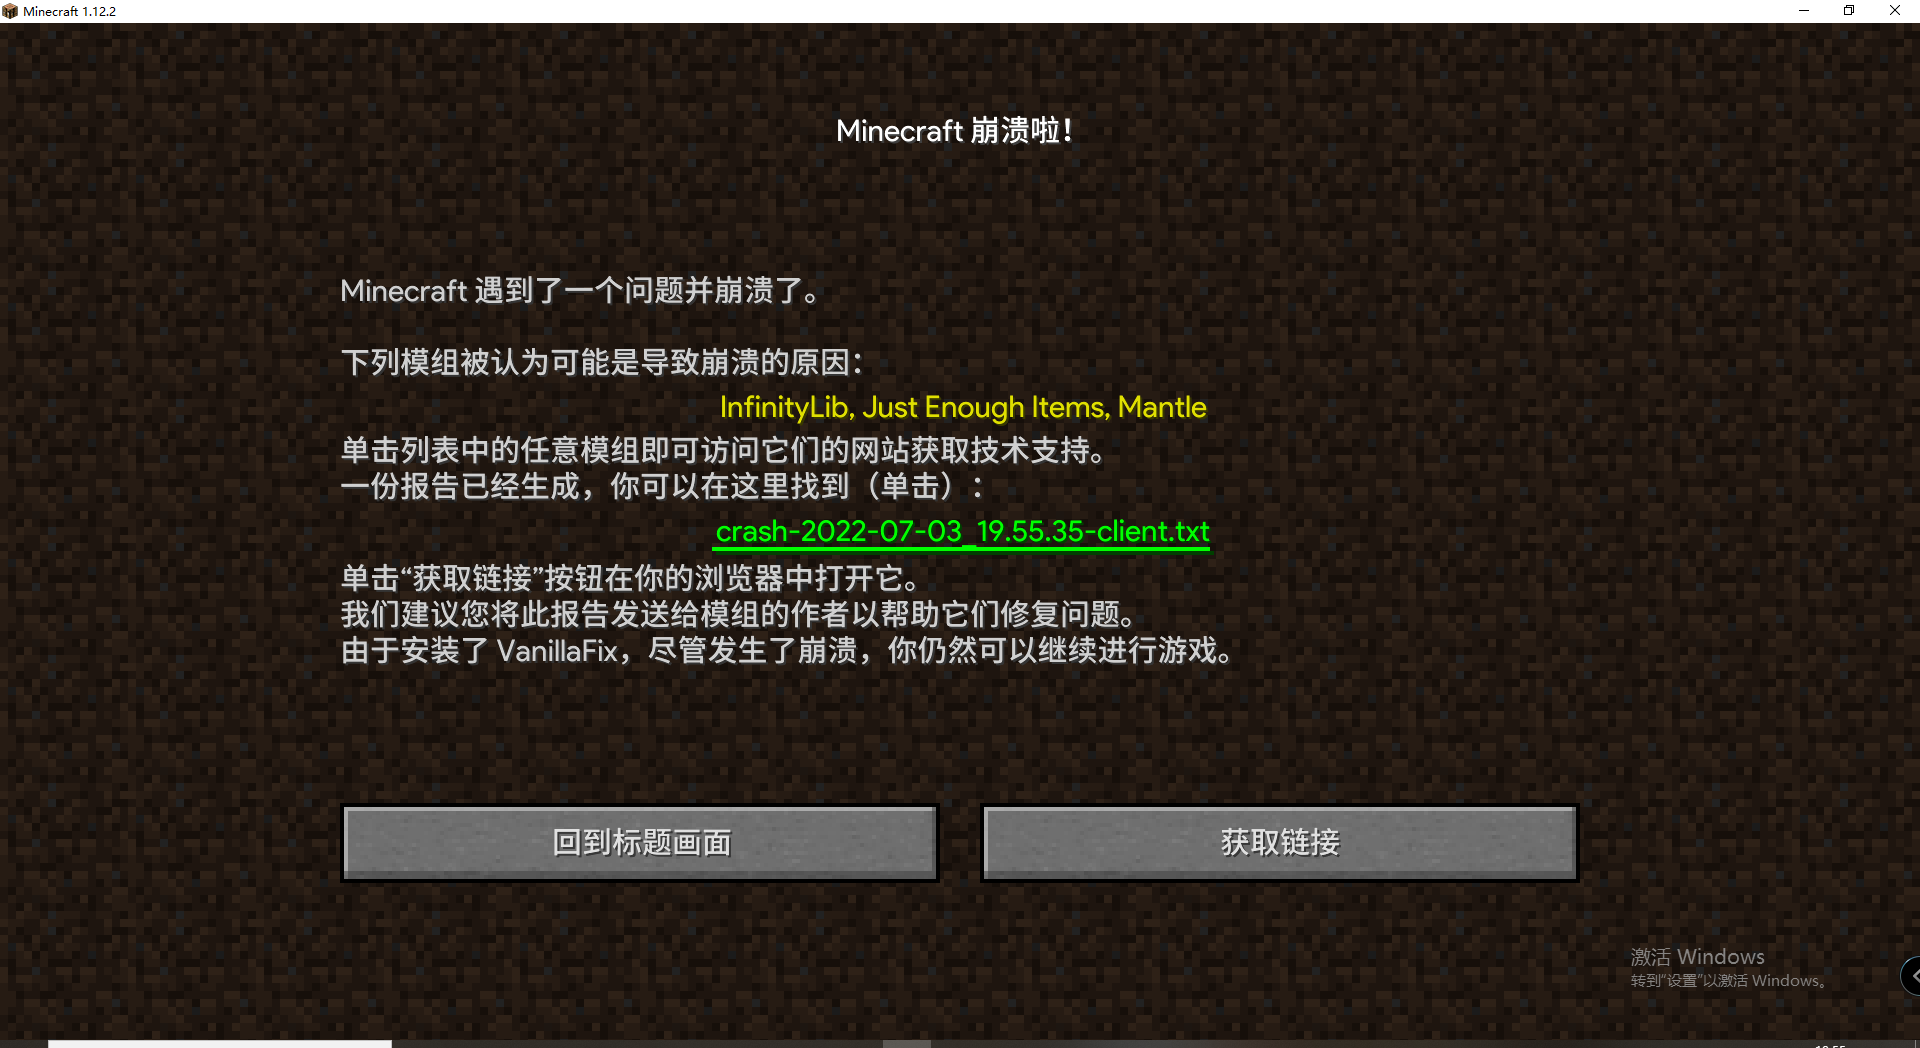 Minecraft 1.12.2
Minecraft 崩溃啦！
Minecraft 遇到了一个问题并崩溃了。
下列模组被认为可能是导致崩溃的原因：
InfinityLib, Just Enough Items, Mantle
单击列表中的任意模组即可访问它们的网站获取技术支持。
一份报告已经生成，你可以在这里找到（单击）：
crash-2022-07-03_19.55.35-client.txt
单击“获取链接”按钮在你的浏览器中打开它。
我们建议您将此报告发送给模组的作者以帮助它们修复问题。
由于安装了 VanillaFix，尽管发生了崩溃，你仍然可以继续进行游戏。
回到标题画面
获取链接
激活 Windows
转到“设置”以激活 Windows。